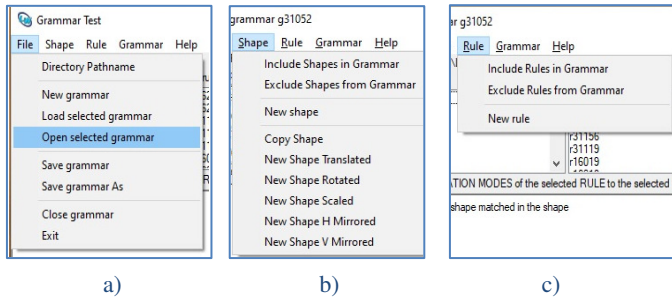 Grammar Test
File Shape Rule Grammar Help
Directory Pathname
New grammar
Load selected grammar
Open selected grammar
Save grammar
Save grammar As
Close grammar
Exit
a)
grammar g31052
Shape Rule Grammar Help
Include Shapes in Grammar
Exclude Shapes from Grammar
New shape
Copy Shape
New Shape Translated
New Shape Rotated
New Shape Scaled
New Shape H Mirrored
New Shape V Mirrored
b)
ar g31052
Rule Grammar Help
Include Rules in Grammar
Exclude Rules from Grammar
New rule
r31156
r31119
r16019
ATION MODES of the selected RULE to the selected
shape matched in the shape
c)